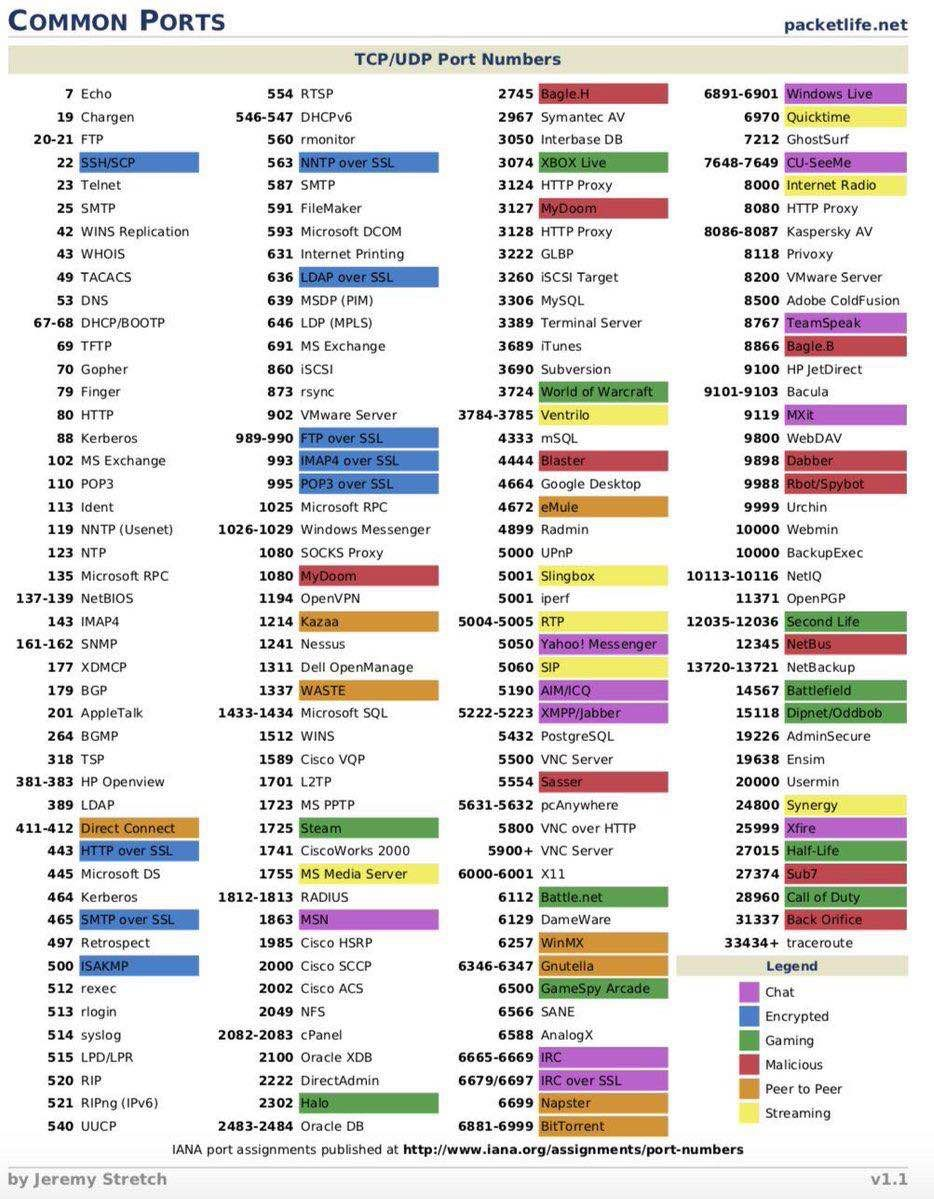 COMMON PORTS
packetlife.net
TCP/UDP Port Numbers
7 Echo
19 Chargen
20-21 FTP
22 SSH/SCP
23 Telnet
25 SMTP
42 WINS Replication
43 WHOIS
49 TACACS
53 DNS
67-68 DHCP/BOOTP
69 TFTP
70 Gopher
79 Finger
80 HTTP
88 Kerberos
102 MS Exchange
110 POP3
113 Ident
119 NNTP (Usenet)
123 NTP
135 Microsoft RPC
137-139 NetBIOS
143 IMAP4
161-162 SNMP
177 XDMCP
179 BGP
201 AppleTalk
264 BGMP
318 TSP
381-383 HP Openview
389 LDAP
411-412 Direct Connect
443 HTTP over SSL
445 Microsoft DS
464 Kerberos
465 SMTP over SSL
497 Retrospect
500 ISAKMP
512 rexec
513 rlogin
514 syslog
515 LPD/LPR
520 RIP
521 RIPng (IPv6)
540 UUCP
554 RTSP
546-547 DHCPv6
560 rmonitor
563 NNTP over SSL
587 SMTP
591 FileMaker
593 Microsoft DCOM
631 Internet Printing
636 LDAP over SSL
639 MSDP (PIM)
646 LDP (MPLS)
691 MS Exchange
860 iSCSI
873 rsync
902 VMware Server
989-990 FTP over SSL
993 IMAP4 over SSL
995 POP3 over SSL
1025 Microsoft RPC
1026-1029 Windows Messenger
1080 SOCKS Proxy
1080 MyDoom
1194 OpenVPN
1214 Kazaa
1241 Nessus
1311 Dell OpenManage
1337 WASTE
1433-1434 Microsoft SQL
1512 WINS
1589 Cisco VQP
1701 L2TP
1723 MS PPTP
1725 Steam
1741 CiscoWorks 2000
1755 MS Media Server
1812-1813 RADIUS
1863 MSN
1985 Cisco HSRP
2000 Cisco SCCP
2002 Cisco ACS
2049 NFS
2082-2083 cPanel
2100 Oracle XDB
2222 DirectAdmin
2302 Halo
2483-2484 Oracle DB
2745 Bagle.H
2967 Symantec AV
3050 Interbase DB
3074 XBOX Live
3124 HTTP Proxy
3127 MyDoom
3128 HTTP Proxy
3222 GLBP
3260 iSCSI Target
3306 MySQL
3389 Terminal Server
3689 iTunes
3690 Subversion
3724 World of Warcraft
3784-3785 Ventrilo
4333 mSQL
4444 Blaster
4664 Google Desktop
4672 eMule
4899 Radmin
5000 UPnP
5001 Slingbox
5001 iperf
5004-5005 RTP
5050 Yahoo! Messenger
5060 SIP
5190 AIM/ICQ
5222-5223 XMPP/Jabber
5432 PostgreSQL
5500 VNC Server
5554 Sasser
5631-5632 pcAnywhere
5800 VNC over HTTP
5900+ VNC Server
6000-6001 X11
6112 Battle.net
6129 DameWare
6257 WinMX
6346-6347 Gnutella
6500 GameSpy Arcade
6566 SANE
6588 AnalogX
6665-6669 IRC
6679/6697 IRC over SSL
6699 Napster
6881-6999 BitTorrent
6891-6901 Windows Live
6970 Quicktime
7212 GhostSurf
7648-7649 CU-SeeMe
8000 Internet Radio
8080 HTTP Proxy
8086-8087 Kaspersky AV
8118 Privoxy
8200 VMware Server
8500 Adobe ColdFusion
8767 TeamSpeak
8866 Bagle.B
9100 HP JetDirect
9101-9103 Bacula
9119 MXit
9800 WebDAV
9898 Dabber
9988 Rbot/Spybot
9999 Urchin
10000 Webmin
10000 BackupExec
10113-10116 NetIQ
11371 OpenPGP
12035-12036 Second Life
12345 NetBus
13720-13721 NetBackup
14567 Battlefield
15118 Dipnet/Oddbob
19226 AdminSecure
19638 Ensim
20000 Usermin
24800 Synergy
25999 Xfire
27015 Half-Life
27374 Sub7
28960 Call of Duty
31337 Back Orifice
33434+ traceroute
Legend
Chat
Encrypted
Gaming
Malicious
Peer to Peer
Streaming
IANA port assignments published at http://www.iana.org/assignments/port-numbers
by Jeremy Stretch
v1.1